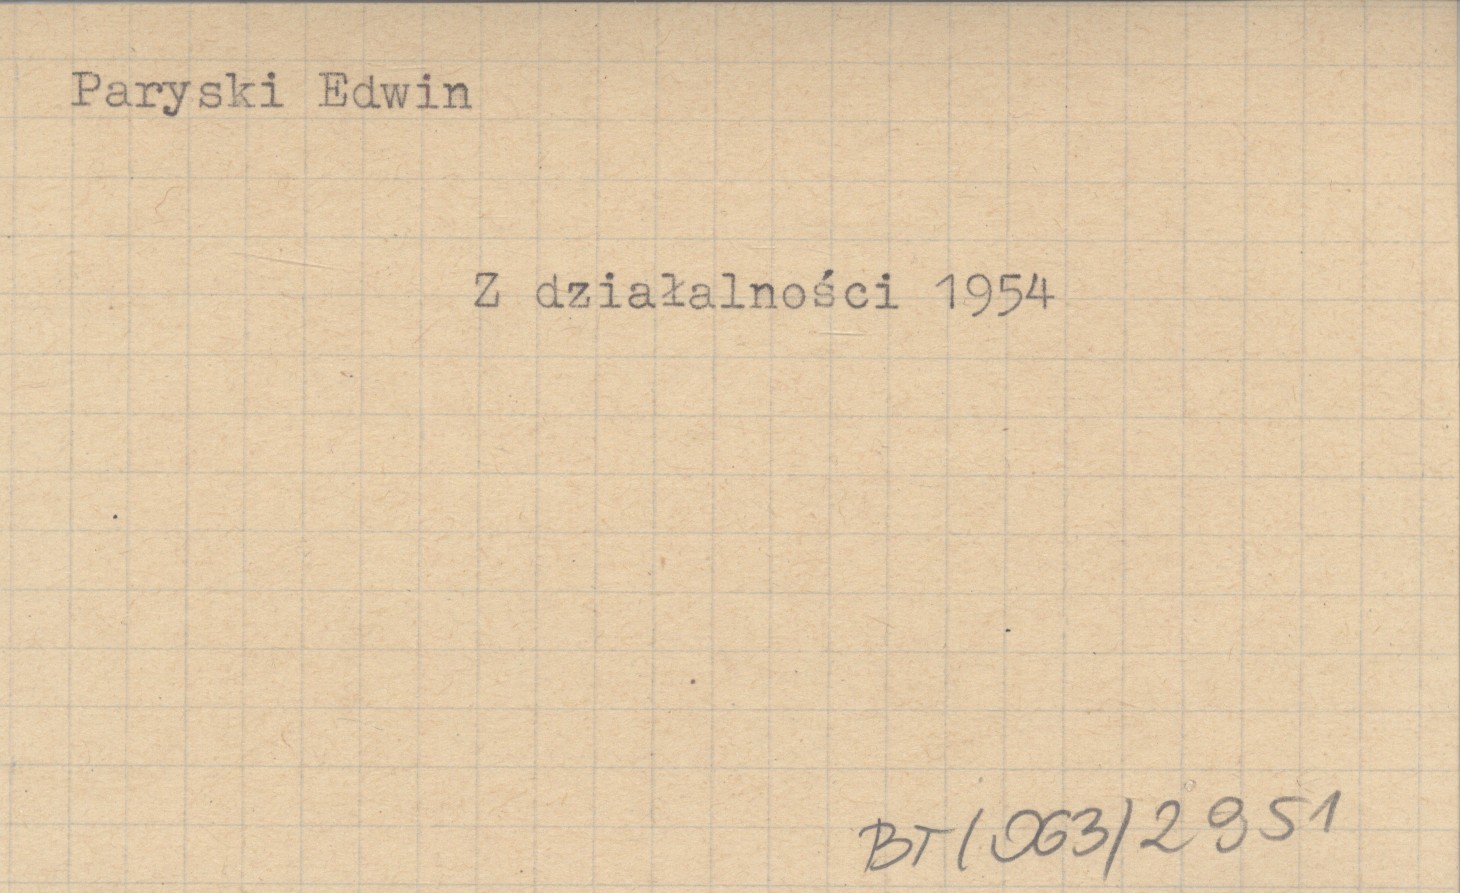 Paryski Edwin
Z działalności 1954
BT/063/2951